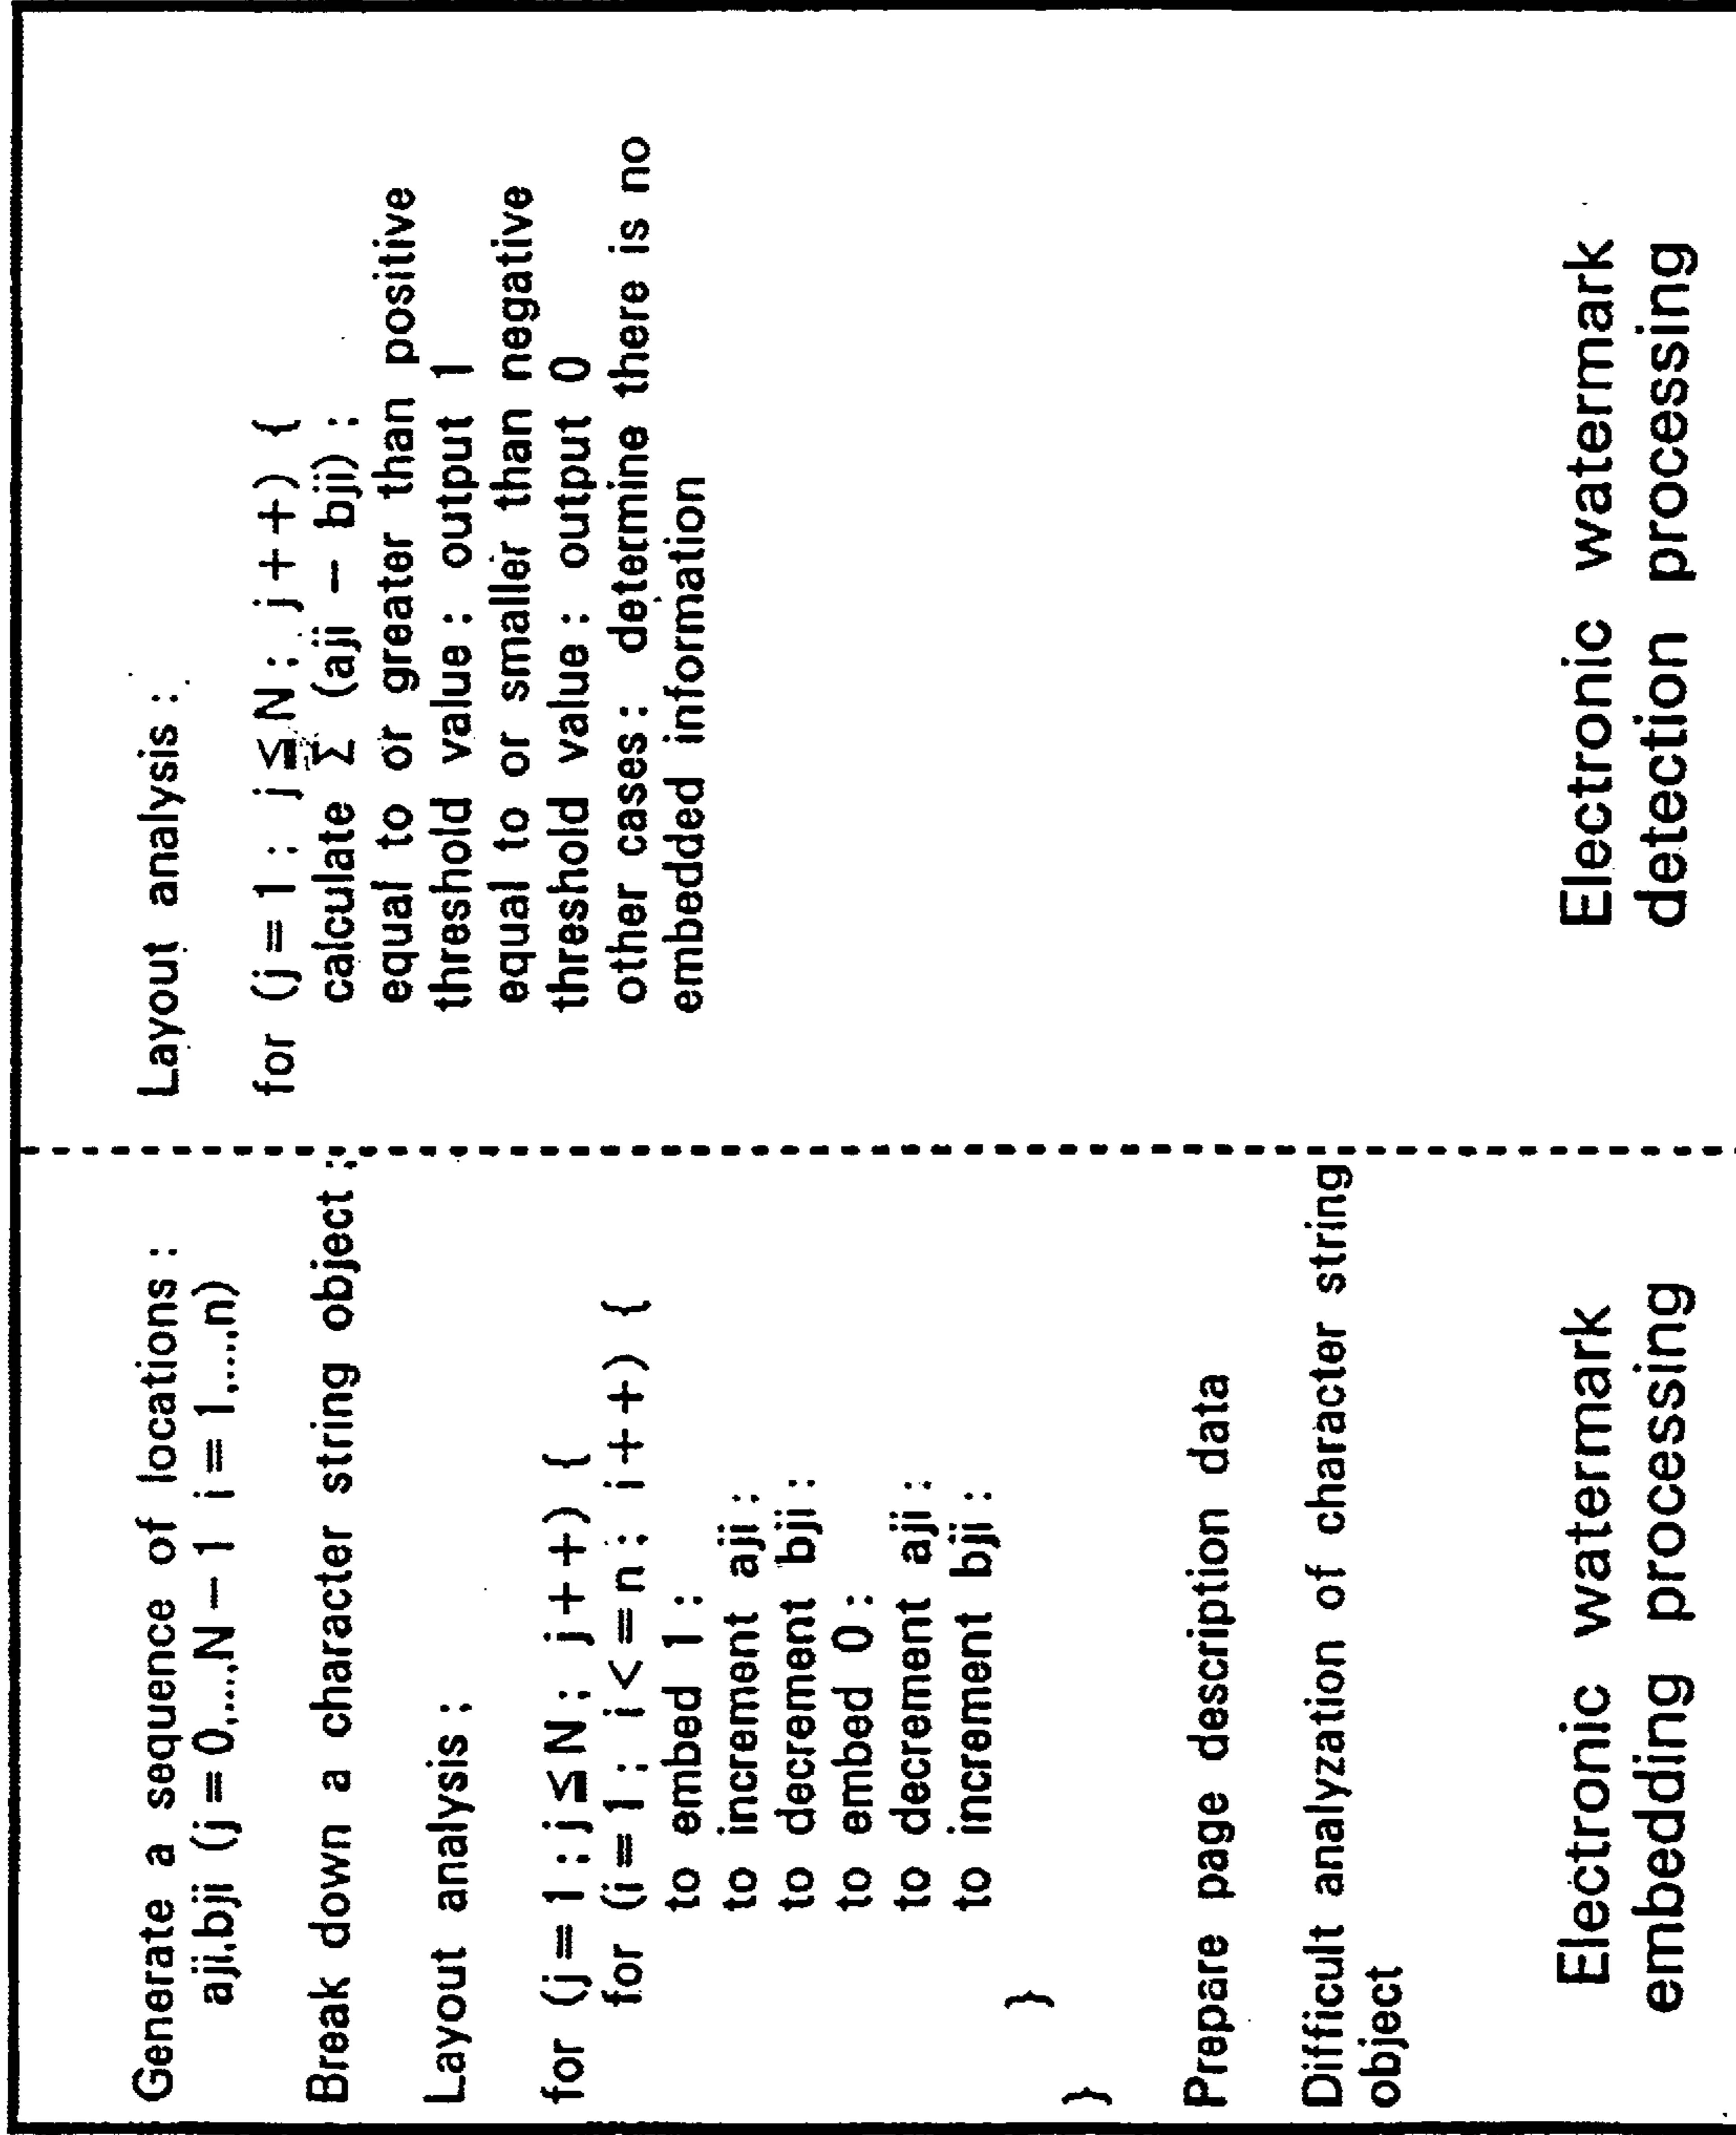 Generate a sequence of locations :
aji,bji (j=0,...,N-1 i=1,...,n)
Break down a character string object ;
Layout analysis ;
for (j=1 ; j≦N ; j++) {
for (i=1 ; i<=n ; i++) {
to embed 1 :
to increment aji ;
to decrement bji ;
to embed 0 :
to decrement aji ;
to increment bji ;
}
}
Prepare page description data
Difficult analyzation of character string
object
Electronic watermark
embedding processing
Layout analysis ;
for (j=1 ; j≦N ; j++) {
calculate Σ (aji - bji) ;
equal to or greater than positive
threshold value : output 1
equal to or smaller than negative
threshold value : output 0
other cases : determine there is no
embedded information
Electronic watermark
detection processing